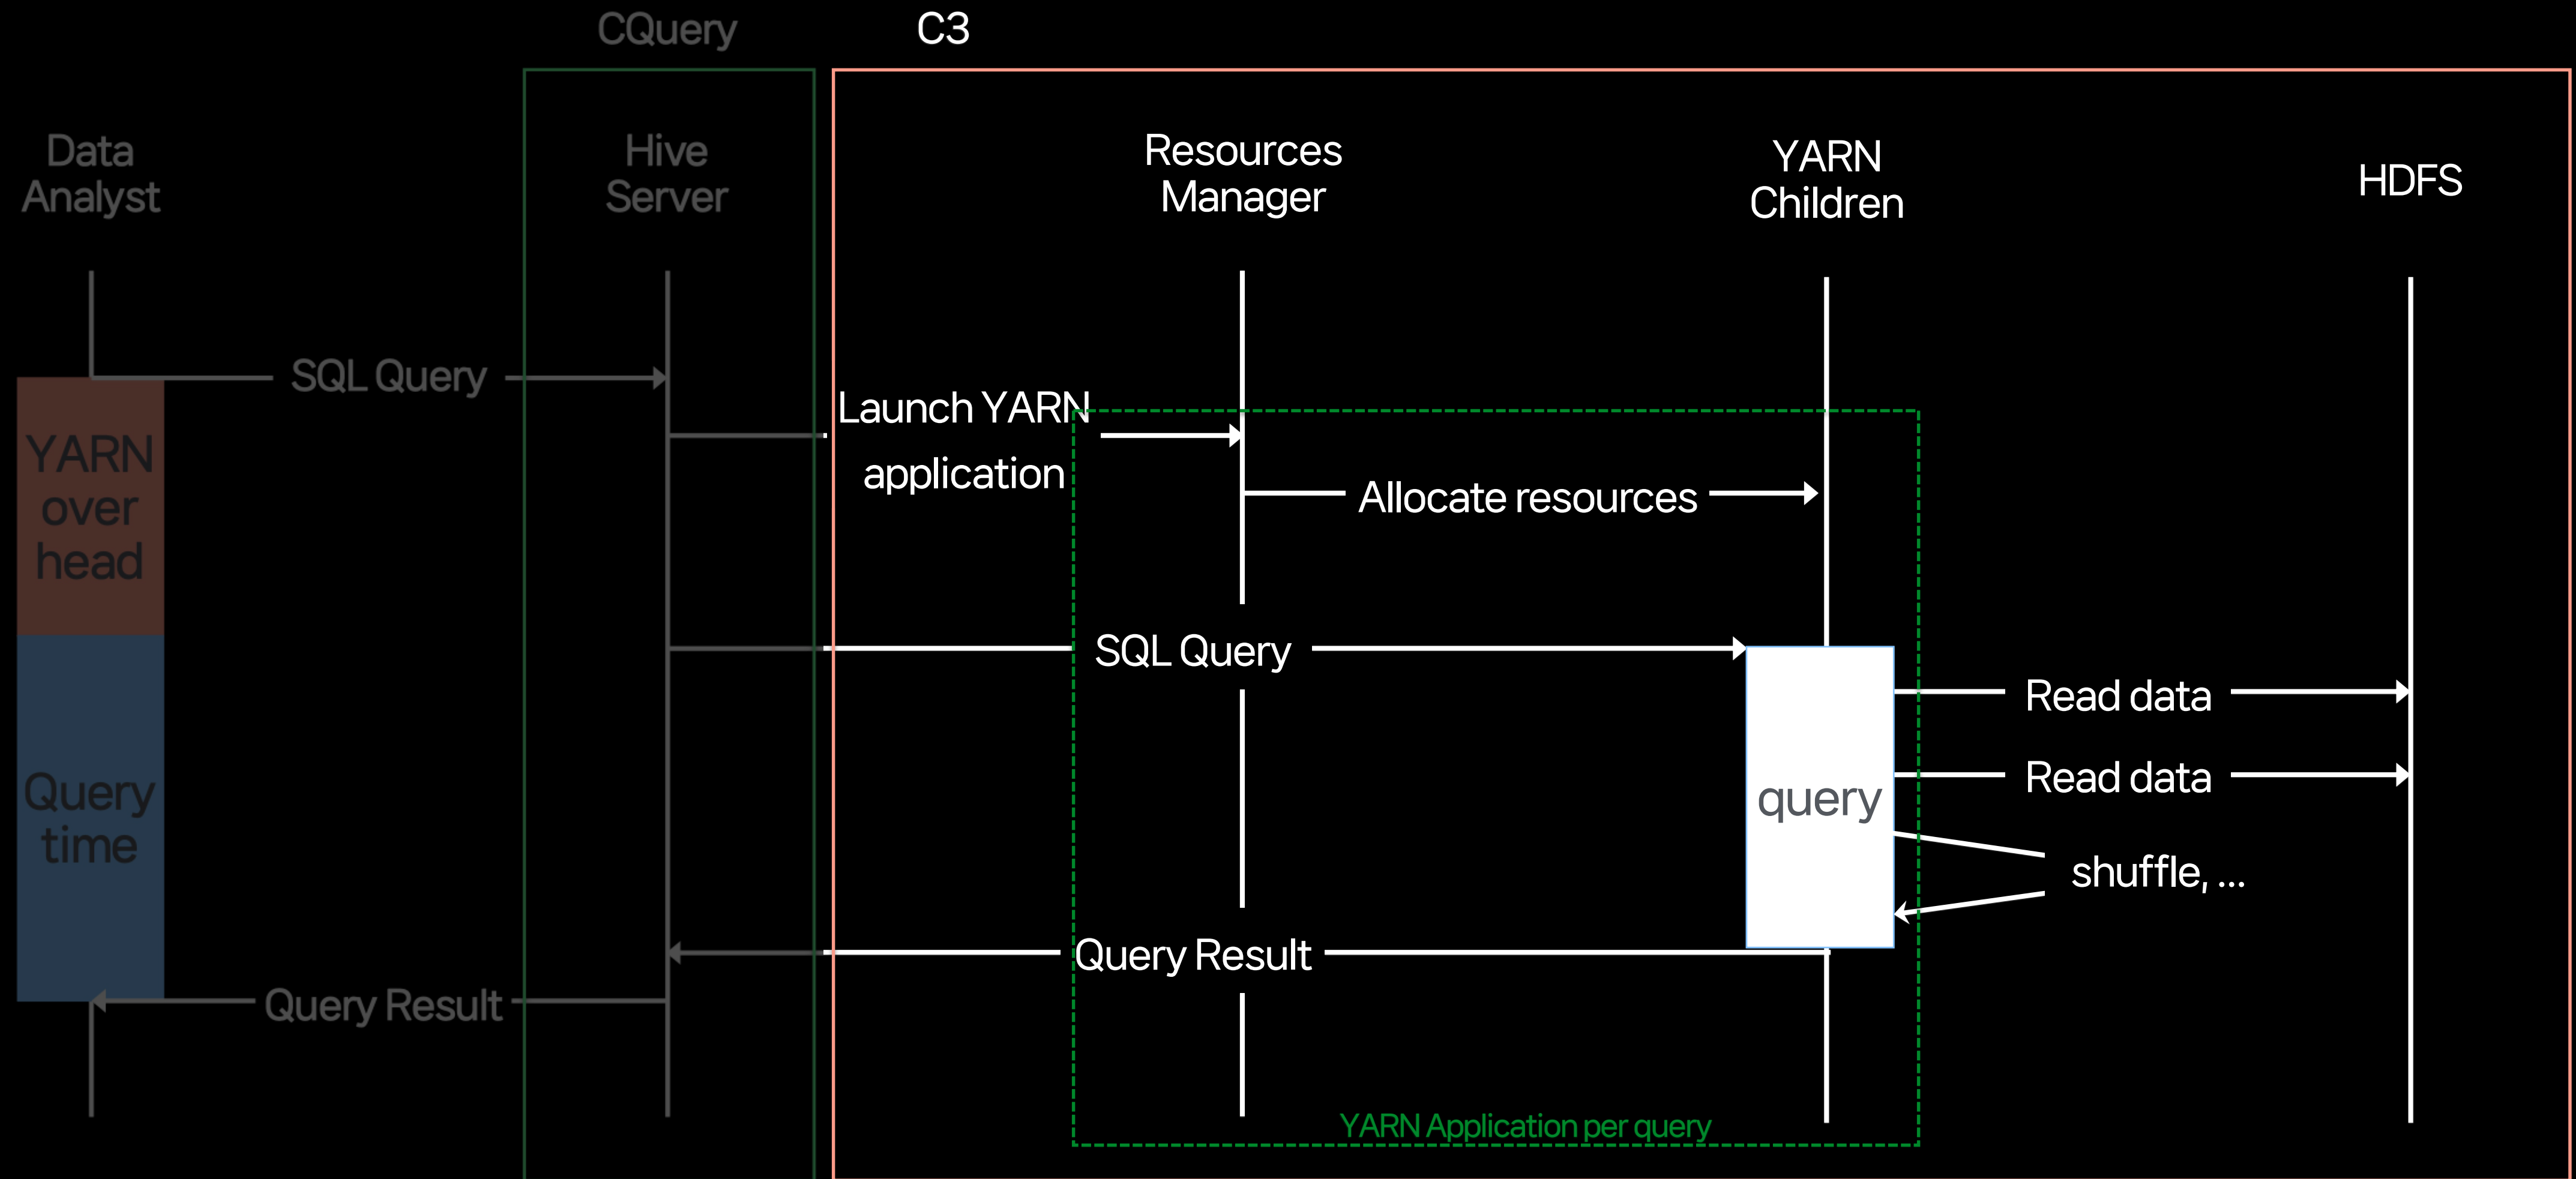 CQuery
C3
Data
Analyst
Hive
Server
Resources
Manager
YARN
Children
HDFS
SQL Query
Launch YARN
application
Allocate resources
YARN
over
head
SQL Query
Read data
Read data
Query
time
query
shuffle, ...
Query Result
Query Result
YARN Application per query